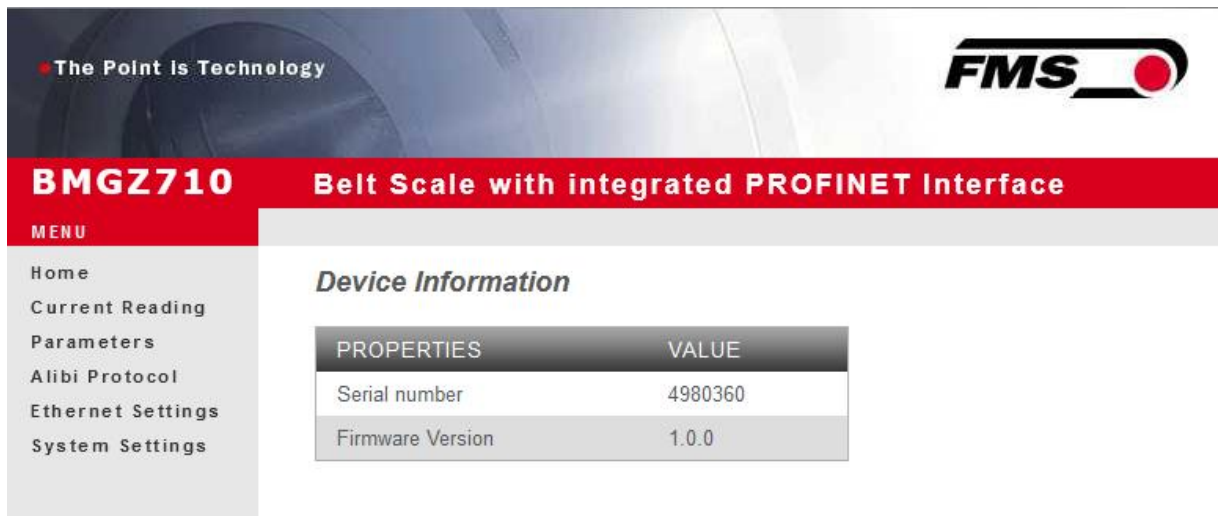 The Point is Technology
FMS
BMGZ710 Belt Scale with integrated PROFINET Interface
MENU
Home
Current Reading
Parameters
Alibi Protocol
Ethernet Settings
System Settings
Device Information
PROPERTIES VALUE
Serial number 4980360
Firmware Version 1.0.0